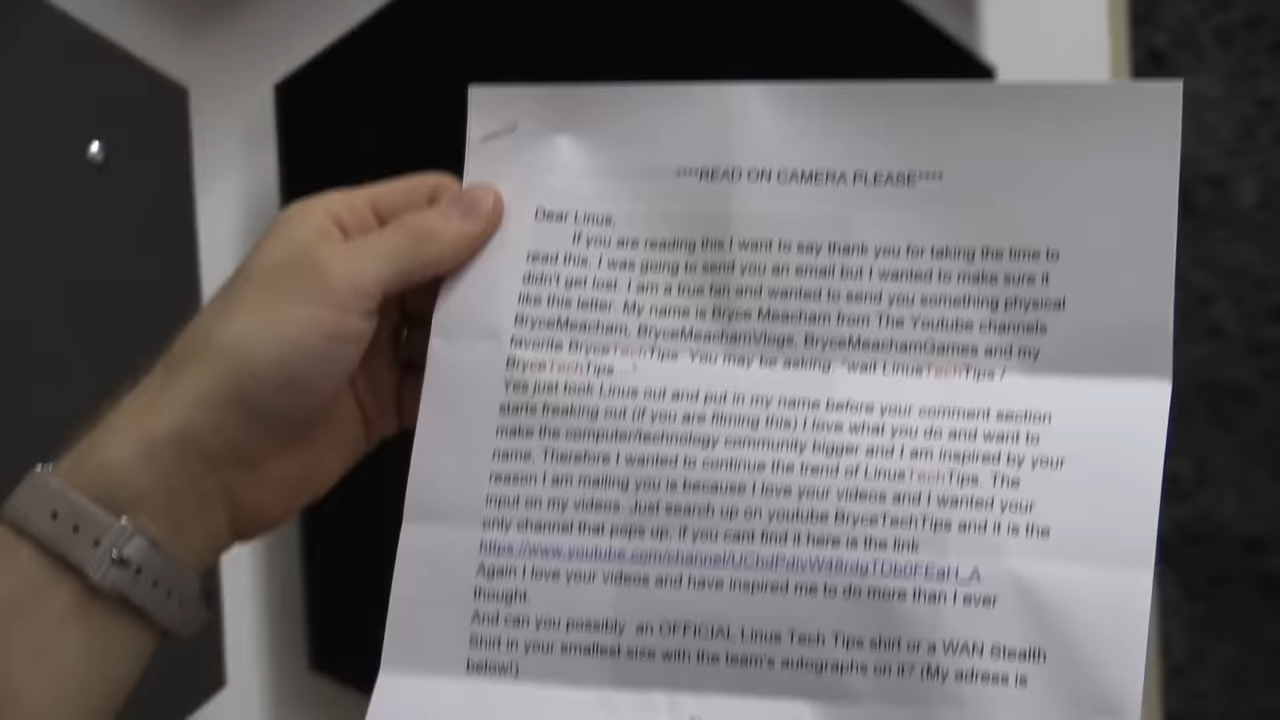 ****READ ON CAMERA PLEASE****
Dear Linus,
If you are reading this I want to say thank you for taking the time to
read this, I was going to send you an email but I wanted to make sure it
didn't get lost. I am a true fan and wanted to send you something physical
like this letter. My name is Bryce Meacham from The Youtube channels
BryceMeacham, BryceMeachamVlogs, BryceMeachamGames and my
favorite BryceTechTips. You may be asking "wait LinusTechTips /
BryceTechTips
Yes just took Linus out and put in my name before your comment section
starts freaking out (if you are filming this) I love what you do and want to
make the computer/technology community bigger and I am inspired by your
name, Therefore I wanted to continue the trend of LinusTechTips. The
reason I am mailing you is because I love your videos and I wanted your
input on my videos. Just search up on youtube BryceTechTips and it is the
only channel that pops up, if you cant find it here is the link
https://www.youtube.com/channel/
Again I love your videos and have inspired me to do more than I ever
thought.
And can you possibly an OFFICIAL Linus Tech Tips shirt or a WAN Stealth
Shirt in your smallest size with the team's autographs on it? (My adress is
below!)